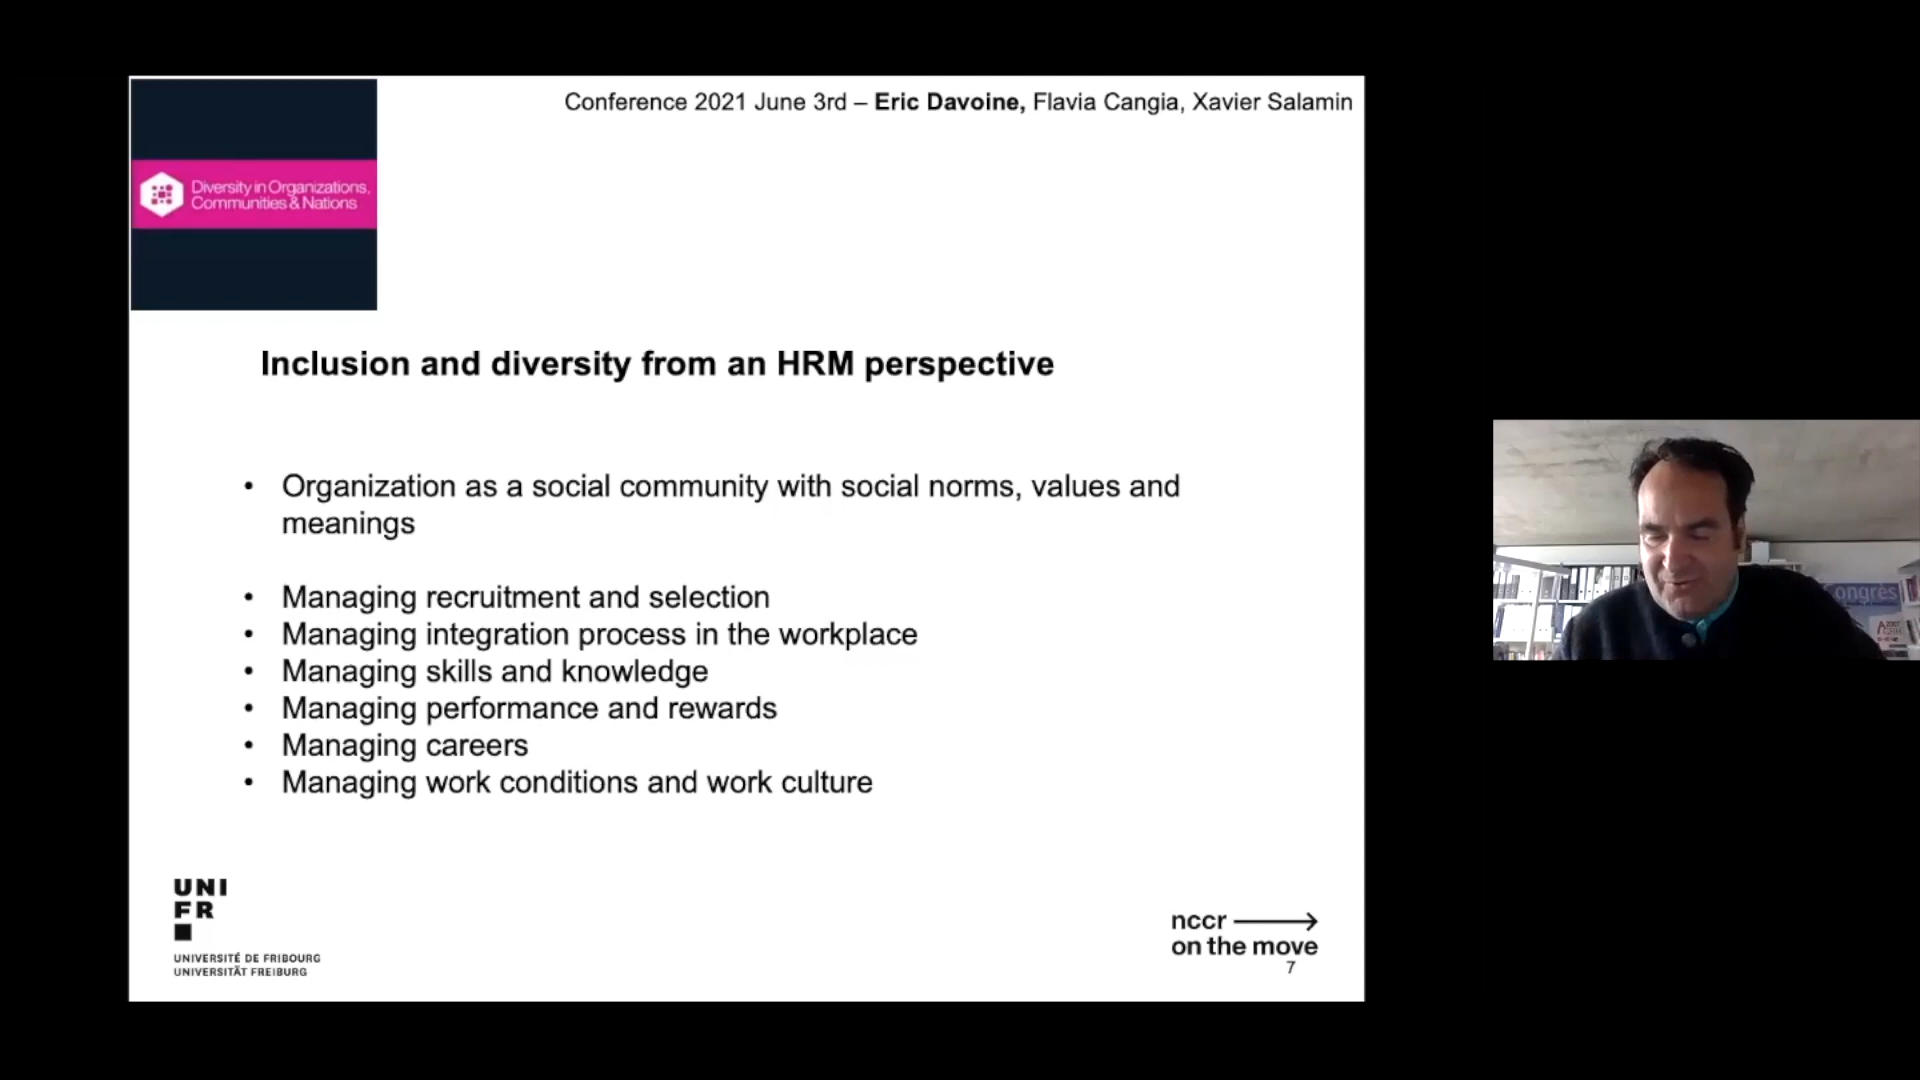 Conference 2021 June 3rd – Eric Davoine, Flavia Cangia, Xavier Salamin
Diversity in Organizations,
Communities & Nations
Inclusion and diversity from an HRM perspective
• Organization as a social community with social norms, values and
meanings
• Managing recruitment and selection
• Managing integration process in the workplace
• Managing skills and knowledge
• Managing performance and rewards
• Managing careers
• Managing work conditions and work culture
UNI
FR
UNIVERSITÉ DE FRIBOURG
UNIVERSITÄT FREIBURG
nccr
on the move
7
ongrès